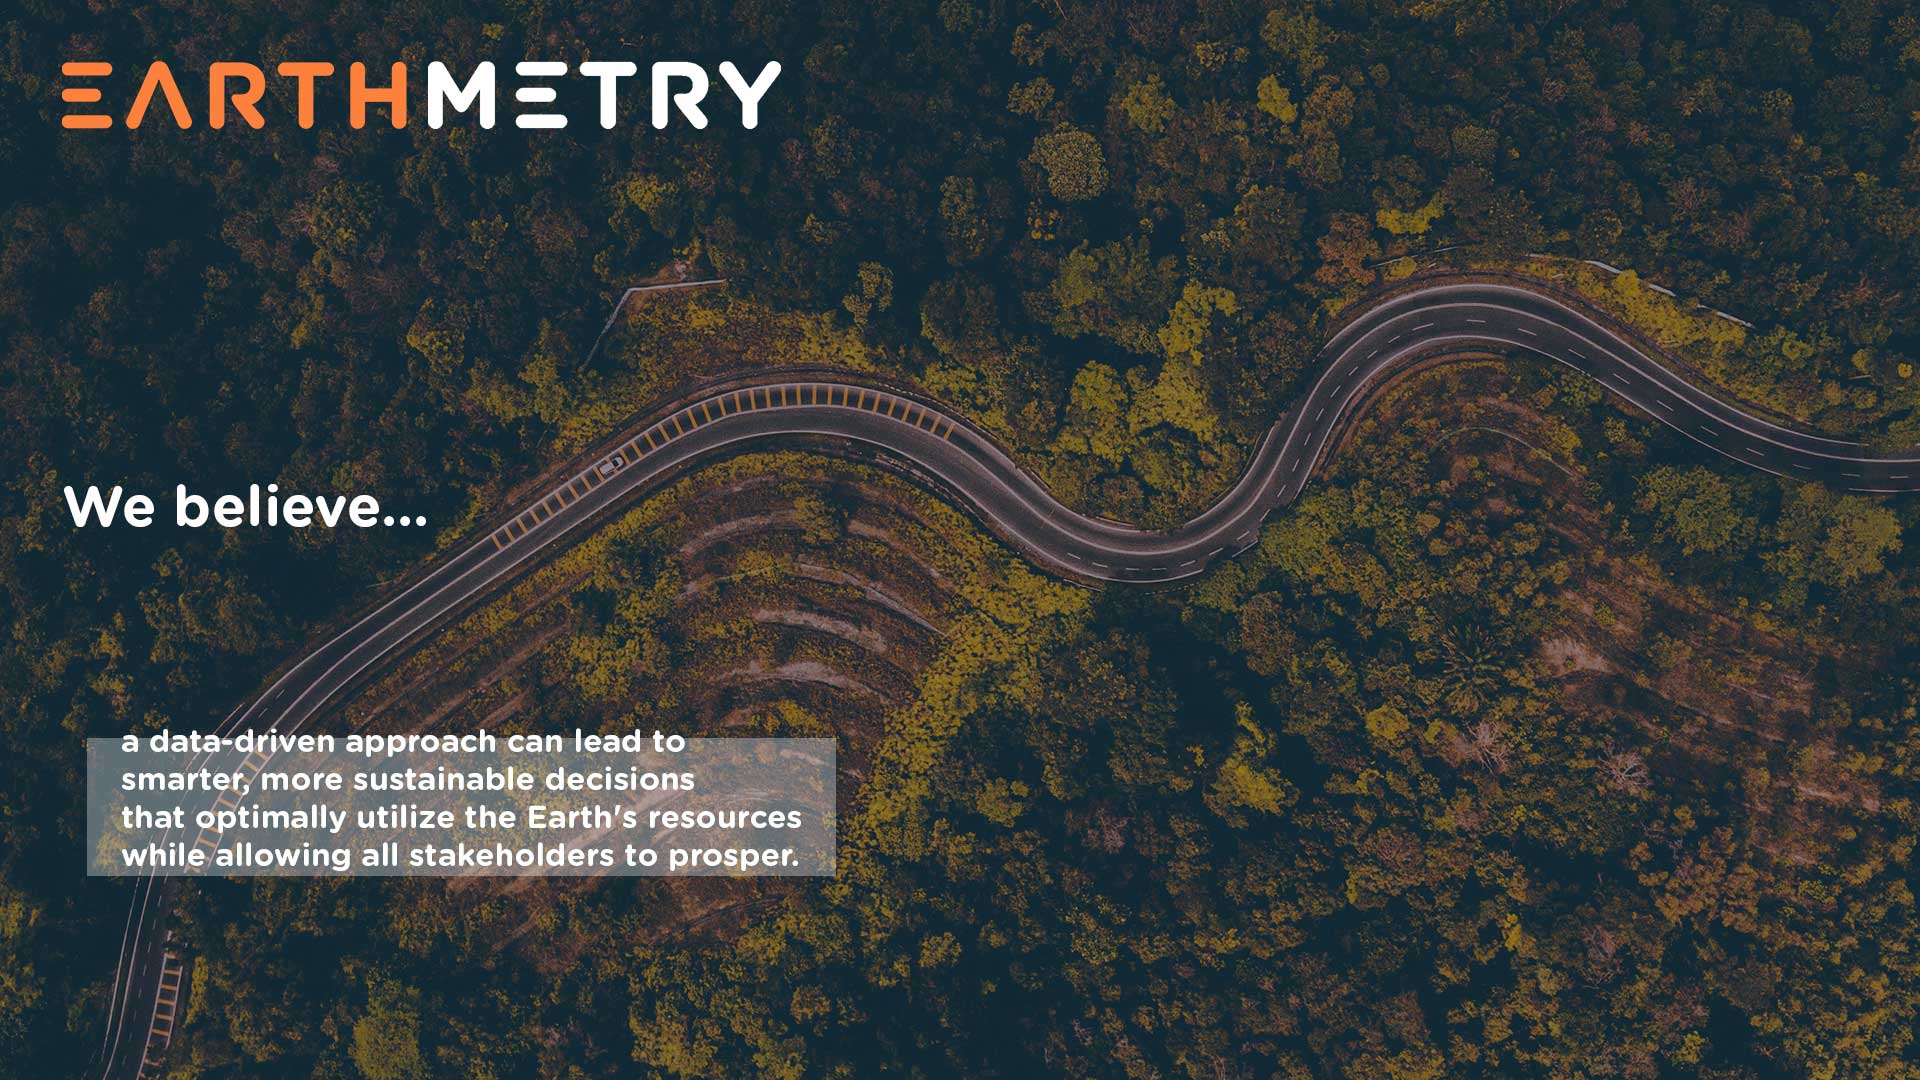 EARTHMETRY
We believe...
a data-driven approach can lead to
smarter, more sustainable decisions
that optimally utilize the Earth's resources
while allowing all stakeholders to prosper.